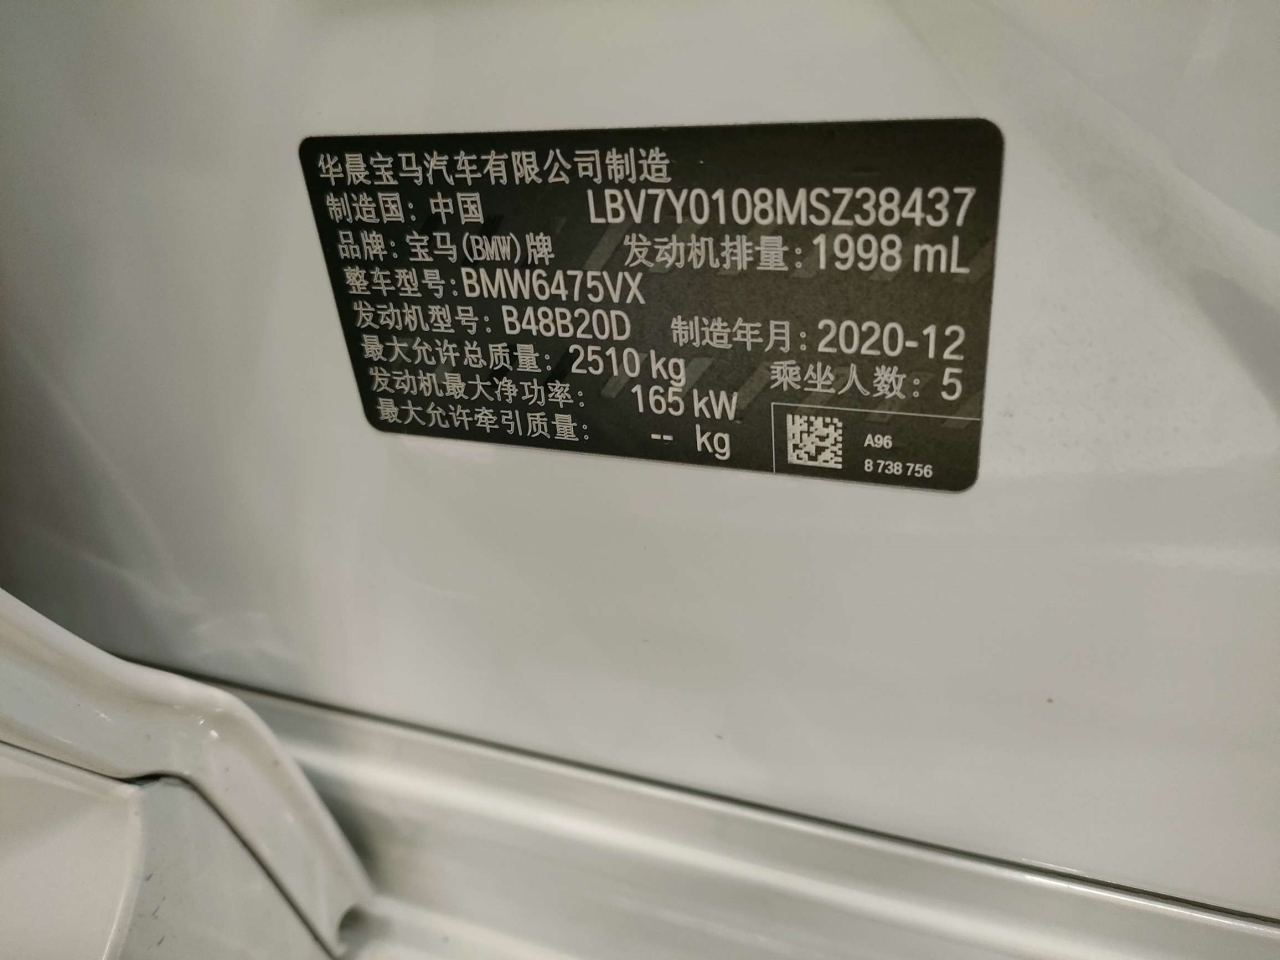 华晨宝马汽车有限公司制造
制造国：中国 LBV7Y0108MSZ38437
品牌：宝马(BMW)牌 发动机排量：1998 mL
整车型号：BMW6475VX
发动机型号：B48B20D 制造年月：2020-12
最大允许总质量：2510 kg 乘坐人数：5
发动机最大净功率：165 kW
最大允许牵引质量：-- kg
A96
8 738 756